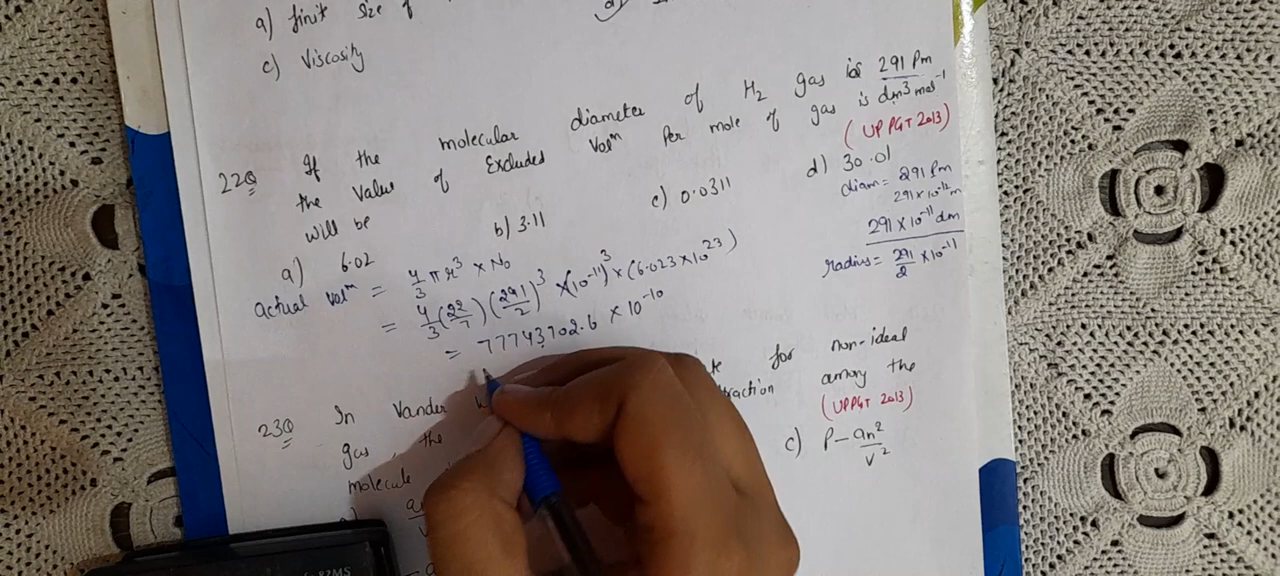 a) finit size of
c) Viscosity
22Q If the molecular diameter of H2 gas is 291 Pm
the value of Excluded Volm Per mole of gas is dm3 mol-1
will be (UP PGT 2013)
a) 6.02 b) 3.11 c) 0.0311 d) 30.01
diam = 291 Pm
291 × 10-12 m
291 × 10-11 dm
radius = 291/2 × 10-11
actual volm = 4/3 π r3 × N0
= 4/3 (22/7) (291/2)3 × (10-11)3 × (6.023 × 1023)
= 77743702.6 × 10-10
23Q In Vander for non-ideal
gas, the traction among the
molecule (UPPGT 2013)
c) P - an2/v2